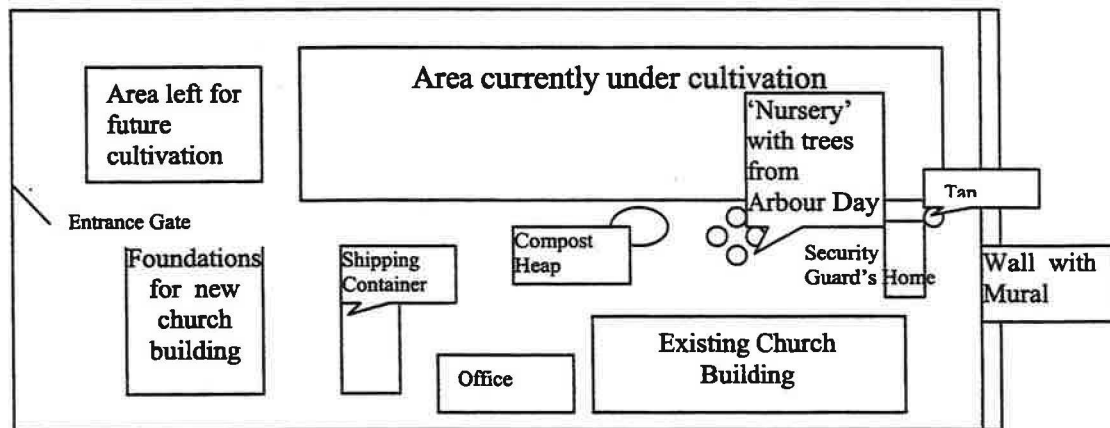 Area currently under cultivation
Area left for
future
cultivation
'Nursery'
with trees
from
Arbour Day
Tan
Entrance Gate
Foundations
for new
church
building
Shipping
Container
Compost
Heap
Security
Guard's Home
Wall with
Mural
Office
Existing Church
Building